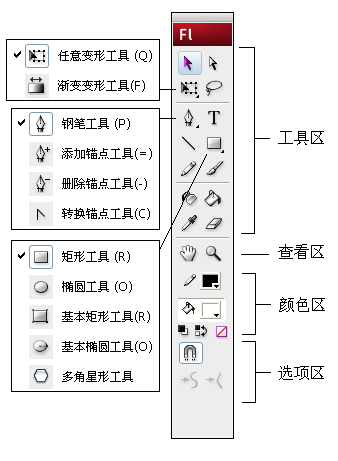 Fl
任意变形工具 (Q)
渐变变形工具(F)
钢笔工具 (P)
添加锚点工具(=)
删除锚点工具(-)
转换锚点工具(C)
矩形工具 (R)
椭圆工具 (O)
基本矩形工具(R)
基本椭圆工具(O)
多角星形工具
T
工具区
查看区
颜色区
选项区